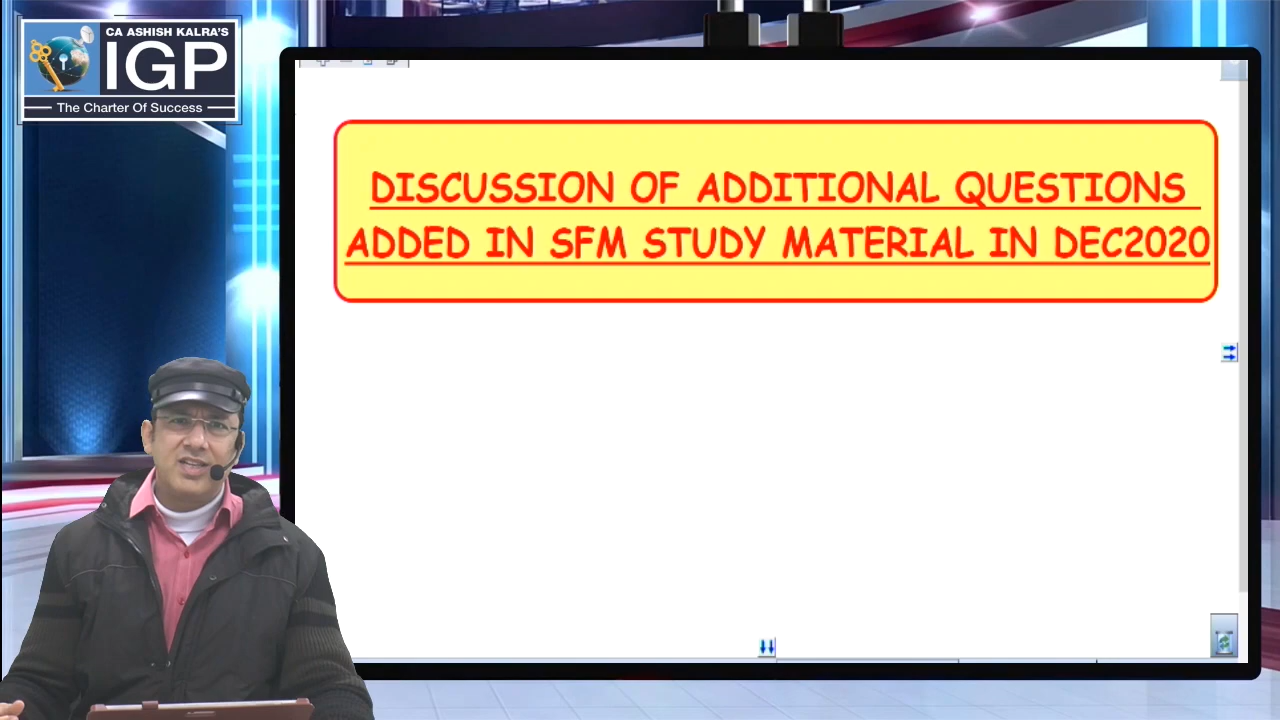 CA ASHISH KALRA'S
IGP
The Charter Of Success
DISCUSSION OF ADDITIONAL QUESTIONS
ADDED IN SFM STUDY MATERIAL IN DEC2020